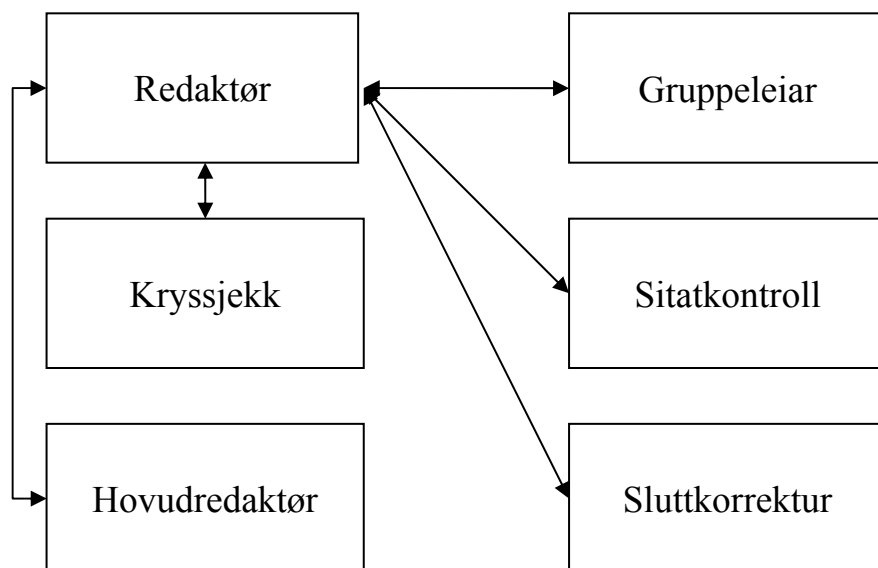 Redaktør
Gruppeleiar
Kryssjekk
Sitatkontroll
Hovudredaktør
Sluttkorrektur